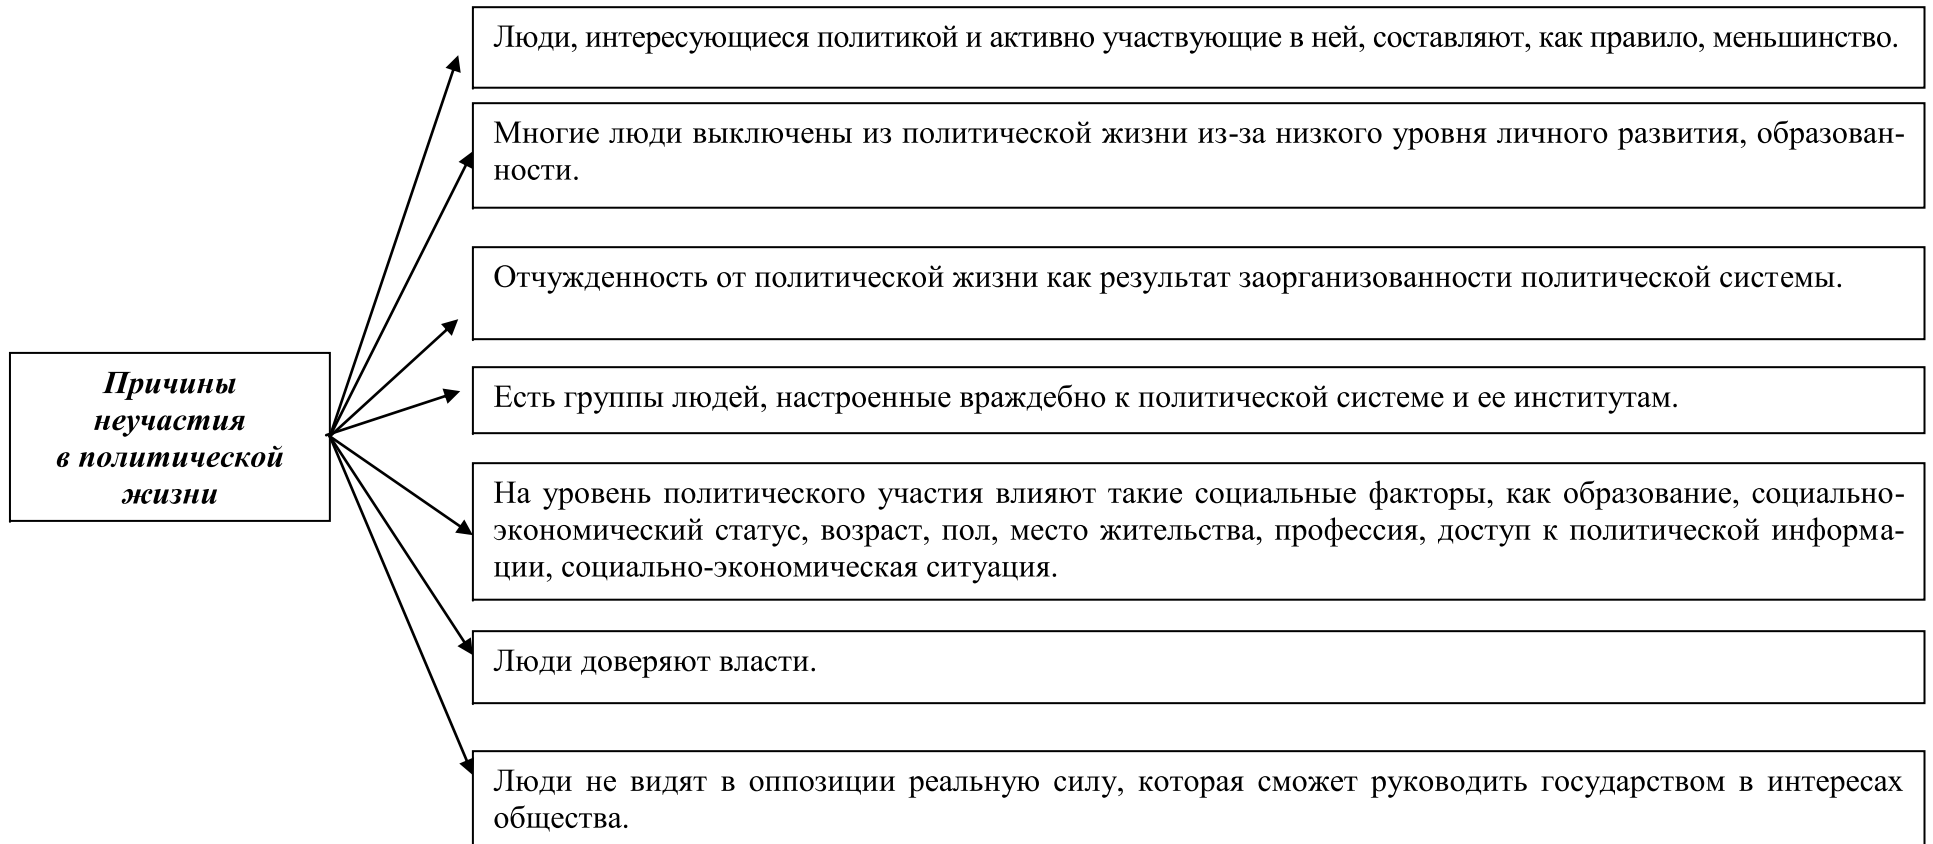 Люди, интересующиеся политикой и активно участвующие в ней, составляют, как правило, меньшинство.
Многие люди выключены из политической жизни из-за низкого уровня личного развития, образован-
ности.
Отчужденность от политической жизни как результат заорганизованности политической системы.
Причины
неучастия
в политической
жизни
Есть группы людей, настроенные враждебно к политической системе и ее институтам.
На уровень политического участия влияют такие социальные факторы, как образование, социально-
экономический статус, возраст, пол, место жительства, профессия, доступ к политической информа-
ции, социально-экономическая ситуация.
Люди доверяют власти.
Люди не видят в оппозиции реальную силу, которая сможет руководить государством в интересах
общества.